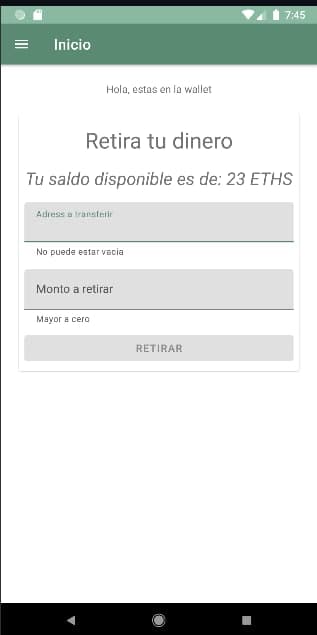 7:45
Inicio
Hola, estas en la wallet
Retira tu dinero
Tu saldo disponible es de: 23 ETHS
Adress a transferir
No puede estar vacia
Monto a retirar
Mayor a cero
RETIRAR